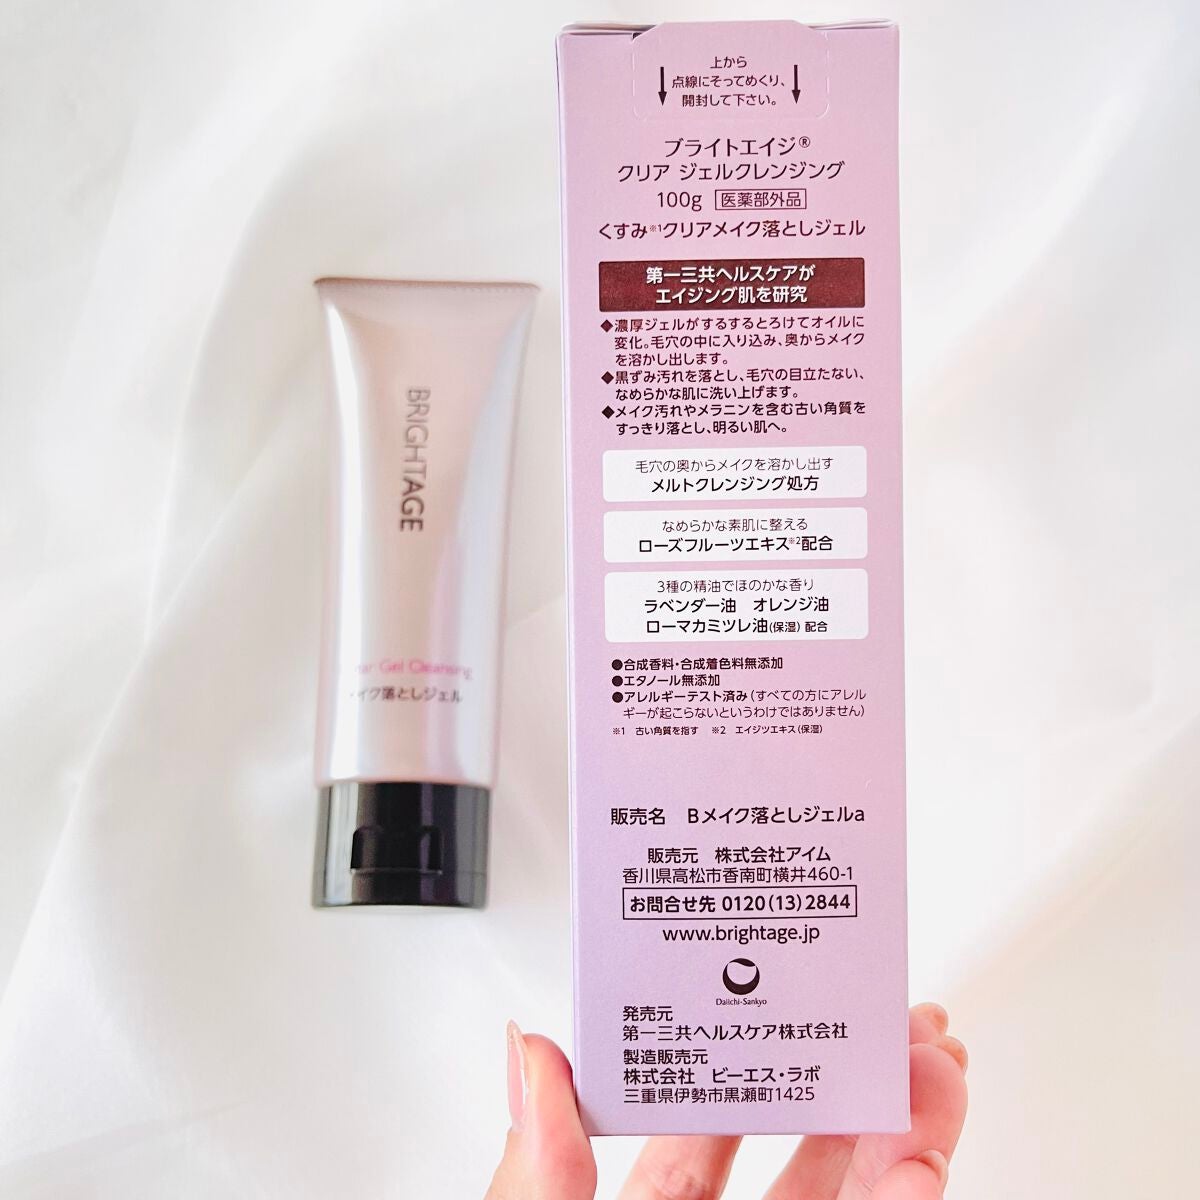 上から
点線にそってめくり、
開封して下さい。
ブライトエイジ®
クリア ジェルクレンジング
100g 医薬部外品
くすみ※1クリアメイク落としジェル
第一三共ヘルスケアが
エイジング肌を研究
◆濃厚ジェルがするするとろけてオイルに
変化。毛穴の中に入り込み、奥からメイク
を溶かし出します。
◆黒ずみ汚れを落とし、毛穴の目立たない、
なめらかな肌に洗い上げます。
◆メイク汚れやメラニンを含む古い角質を
すっきり落とし、明るい肌へ。
毛穴の奥からメイクを溶かし出す
メルトクレンジング処方
なめらかな素肌に整える
ローズフルーツエキス※2配合
3種の精油でほのかな香り
ラベンダー油 オレンジ油
ローマカミツレ油(保湿) 配合
●合成香料・合成着色料無添加
●エタノール無添加
●アレルギーテスト済み(すべての方にアレル
ギーが起こらないというわけではありません)
※1 古い角質を指す ※2 エイジツエキス(保湿)
販売名 Bメイク落としジェルa
販売元 株式会社アイム
香川県高松市香南町横井460-1
お問合せ先 0120(13)2844
www.brightage.jp
Daiichi-Sankyo
発売元
第一三共ヘルスケア株式会社
製造販売元
株式会社 ビーエス・ラボ
三重県伊勢市黒瀬町1425
BRIGHTAGE
Gel Cleansing
メイク落としジェル